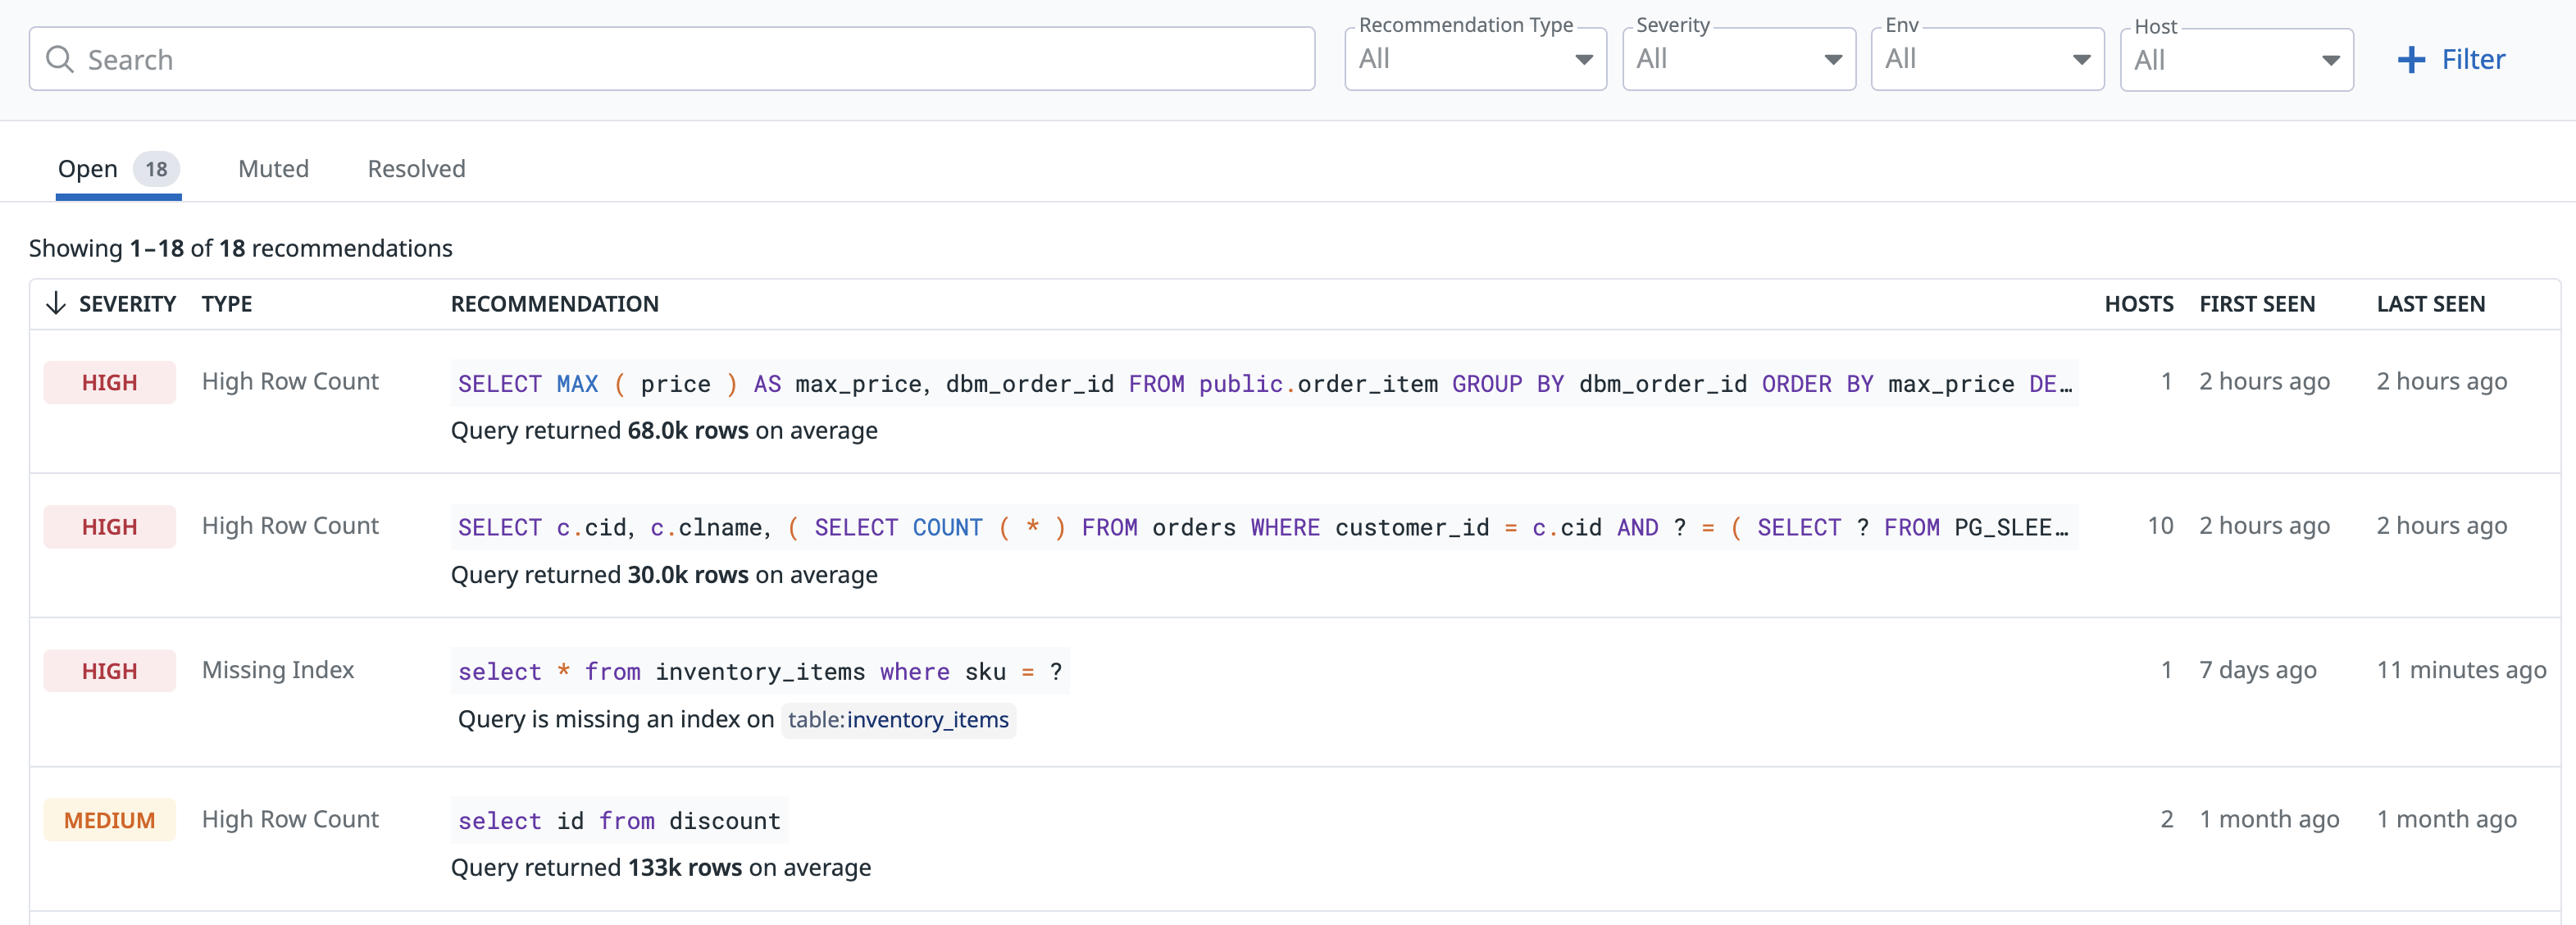 Search
Recommendation Type
All
Severity
All
Env
All
Host
All
Filter
Open 18 Muted Resolved
Showing 1–18 of 18 recommendations
SEVERITY TYPE RECOMMENDATION HOSTS FIRST SEEN LAST SEEN
HIGH High Row Count SELECT MAX ( price ) AS max_price, dbm_order_id FROM public.order_item GROUP BY dbm_order_id ORDER BY max_price DE… 1 2 hours ago 2 hours ago
Query returned 68.0k rows on average
HIGH High Row Count SELECT c.cid, c.clname, ( SELECT COUNT ( * ) FROM orders WHERE customer_id = c.cid AND ? = ( SELECT ? FROM PG_SLEE… 10 2 hours ago 2 hours ago
Query returned 30.0k rows on average
HIGH Missing Index select * from inventory_items where sku = ? 1 7 days ago 11 minutes ago
Query is missing an index on table:inventory_items
MEDIUM High Row Count select id from discount 2 1 month ago 1 month ago
Query returned 133k rows on average